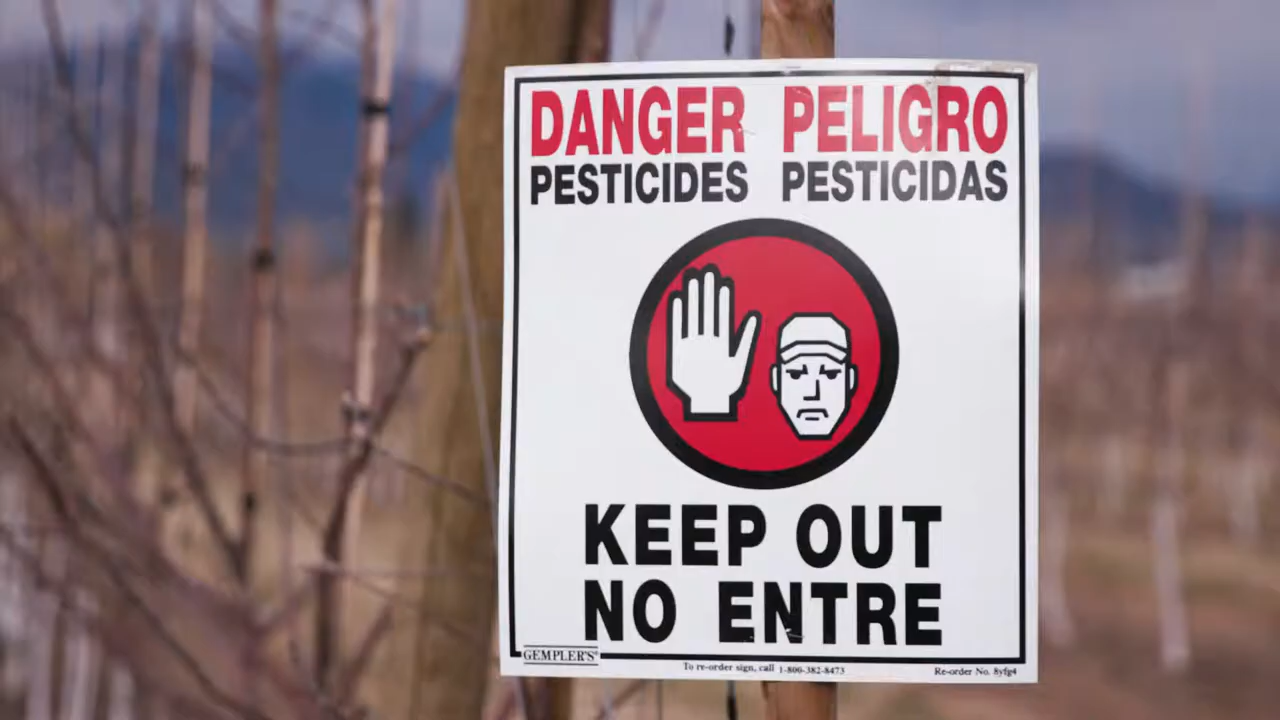 DANGER PELIGRO
PESTICIDES PESTICIDAS
KEEP OUT
NO ENTRE
GEMPLER'S®
To re-order sign, call 1-800-382-8473
Re-order No. 8yfg4